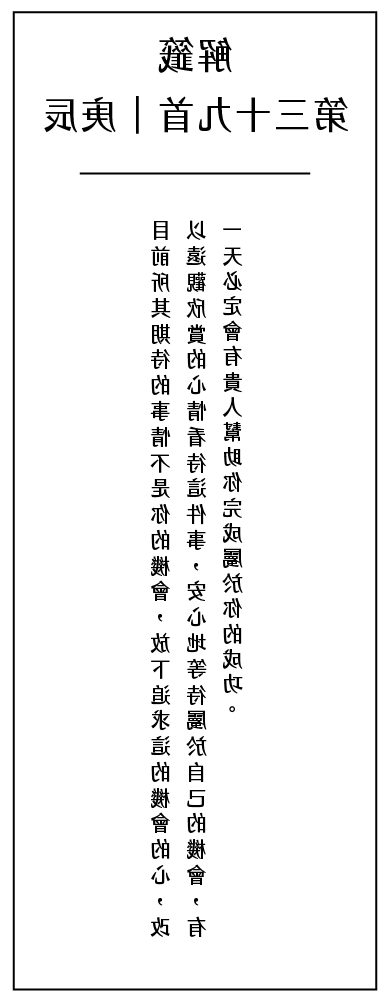 解籤
第三十九首｜庚辰
目前所其期待的事情不是你的機會，放下追求這的機會的心，改
以遠觀欣賞的心情看待這件事，安心地等待屬於自己的機會，有
一天必定會有貴人幫助你完成屬於你的成功。